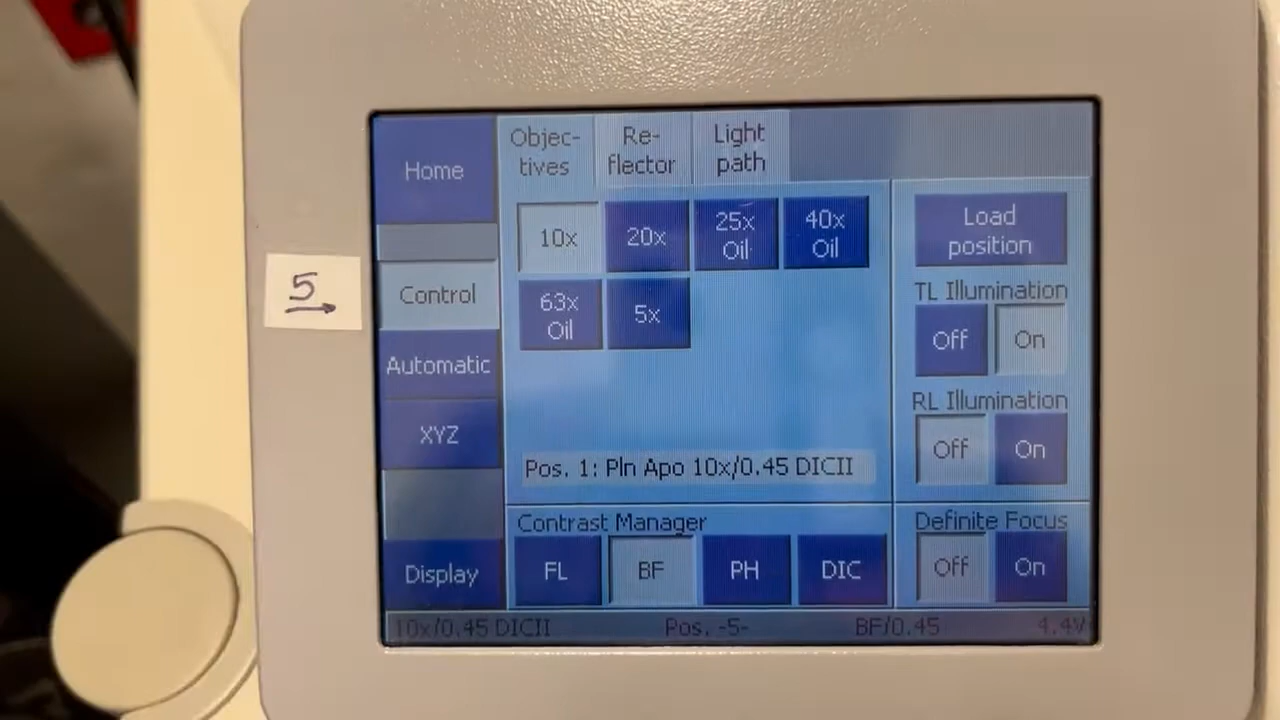 Home
Objec-
tives
Re-
flector
Light
path
10x
20x
25x
Oil
40x
Oil
Load
position
5
Control
63x
Oil
5x
TL Illumination
Off
On
Automatic
RL Illumination
XYZ
Off
On
Pos. 1: Pln Apo 10x/0.45 DICII
Contrast Manager
Definite Focus
Display
FL
BF
PH
DIC
Off
On
10x/0.45 DICII
Pos. -5-
BF/0.45
4.4V